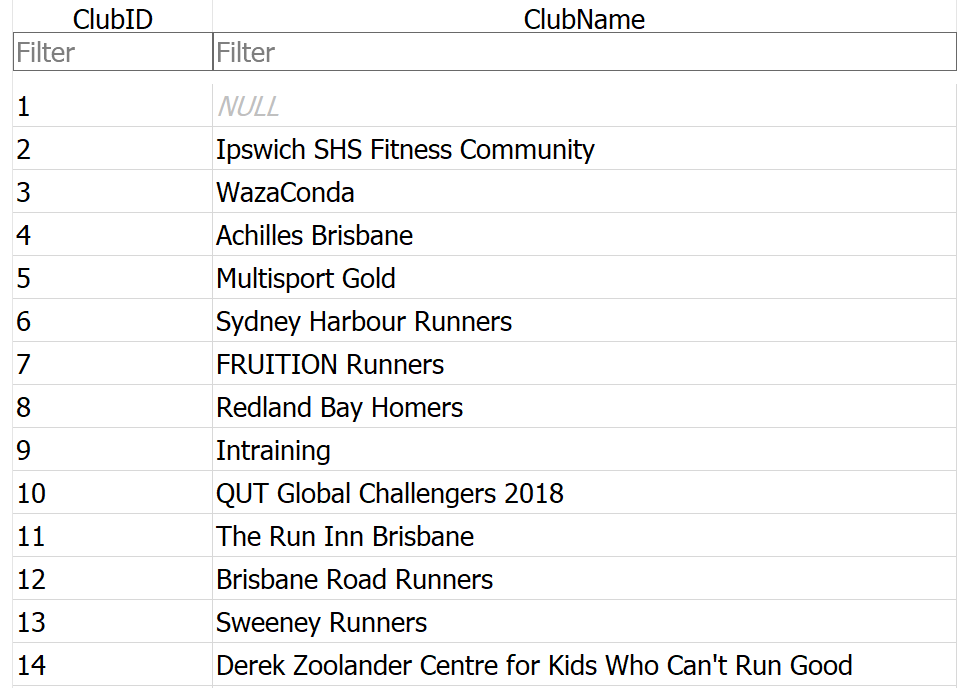 ClubID ClubName
Filter Filter
1 NULL
2 Ipswich SHS Fitness Community
3 WazaConda
4 Achilles Brisbane
5 Multisport Gold
6 Sydney Harbour Runners
7 FRUITION Runners
8 Redland Bay Homers
9 Intraining
10 QUT Global Challengers 2018
11 The Run Inn Brisbane
12 Brisbane Road Runners
13 Sweeney Runners
14 Derek Zoolander Centre for Kids Who Can't Run Good